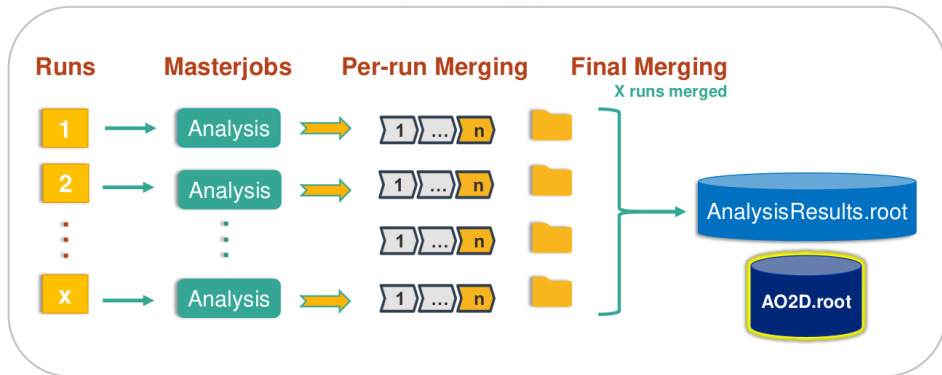 Runs Masterjobs Per-run Merging Final Merging
X runs merged
1 Analysis 1 ... n
2 Analysis 1 ... n
1 ... n
x Analysis 1 ... n
AnalysisResults.root
AO2D.root